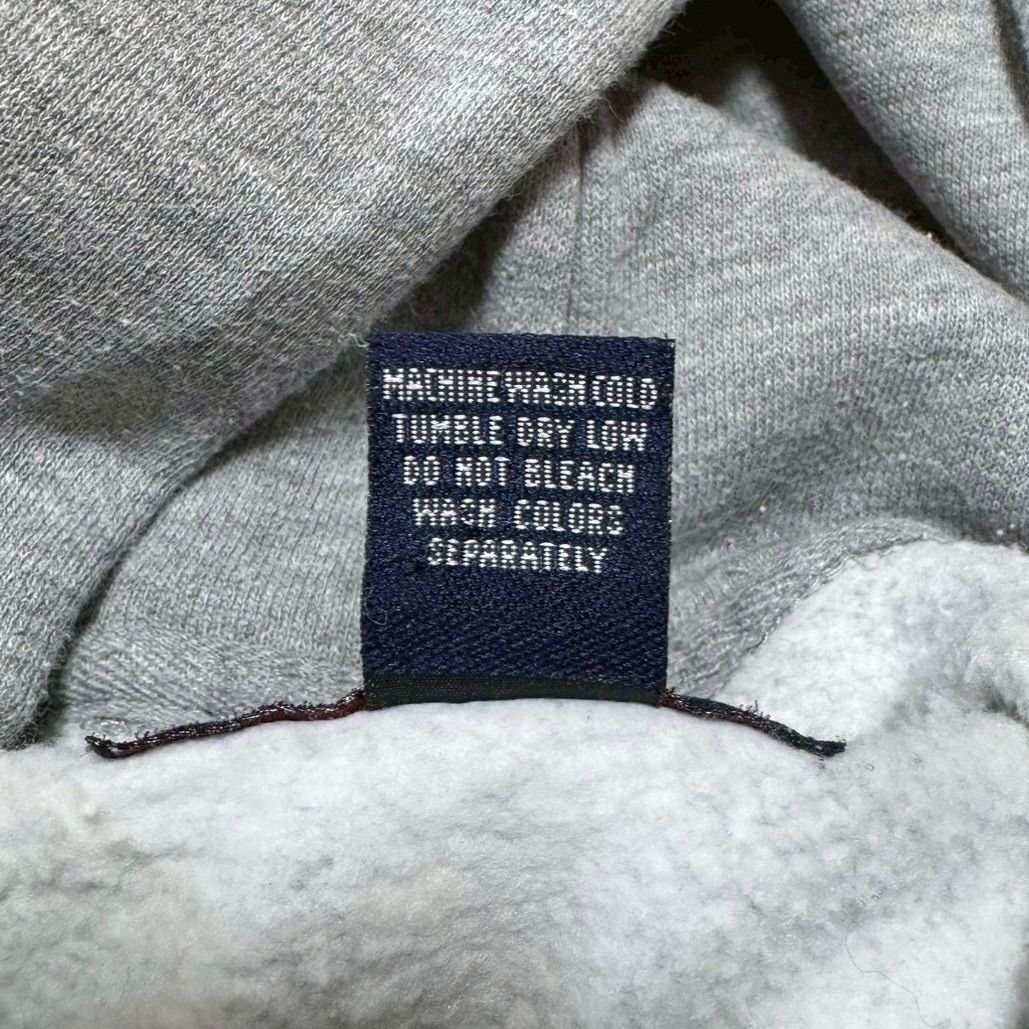 MACHINE WASH COLD
TUMBLE DRY LOW
DO NOT BLEACH
WASH COLORS
SEPARATELY